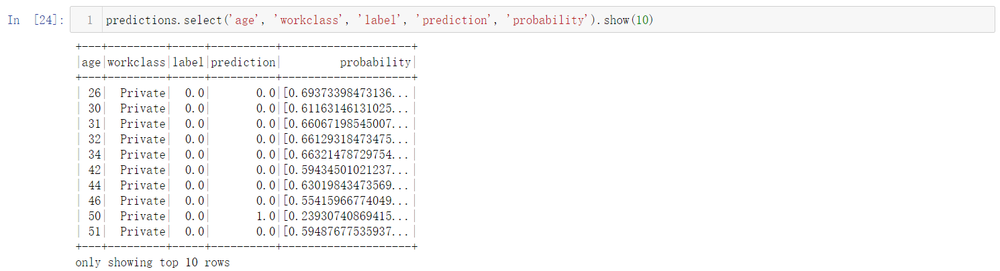 In [24]: 1 predictions.select('age', 'workclass', 'label', 'prediction', 'probability').show(10)
+---+---------+-----+----------+--------------------+
|age|workclass|label|prediction|         probability|
+---+---------+-----+----------+--------------------+
| 26|  Private|  0.0|       0.0|[0.69373398473136...|
| 30|  Private|  0.0|       0.0|[0.61163146131025...|
| 31|  Private|  0.0|       0.0|[0.66067198545007...|
| 32|  Private|  0.0|       0.0|[0.66129318473475...|
| 34|  Private|  0.0|       0.0|[0.66321478729754...|
| 42|  Private|  0.0|       0.0|[0.59434501021237...|
| 44|  Private|  0.0|       0.0|[0.63019843473569...|
| 46|  Private|  0.0|       0.0|[0.55415966774049...|
| 50|  Private|  0.0|       1.0|[0.23930740869415...|
| 51|  Private|  0.0|       0.0|[0.59487677535937...|
+---+---------+-----+----------+--------------------+
only showing top 10 rows